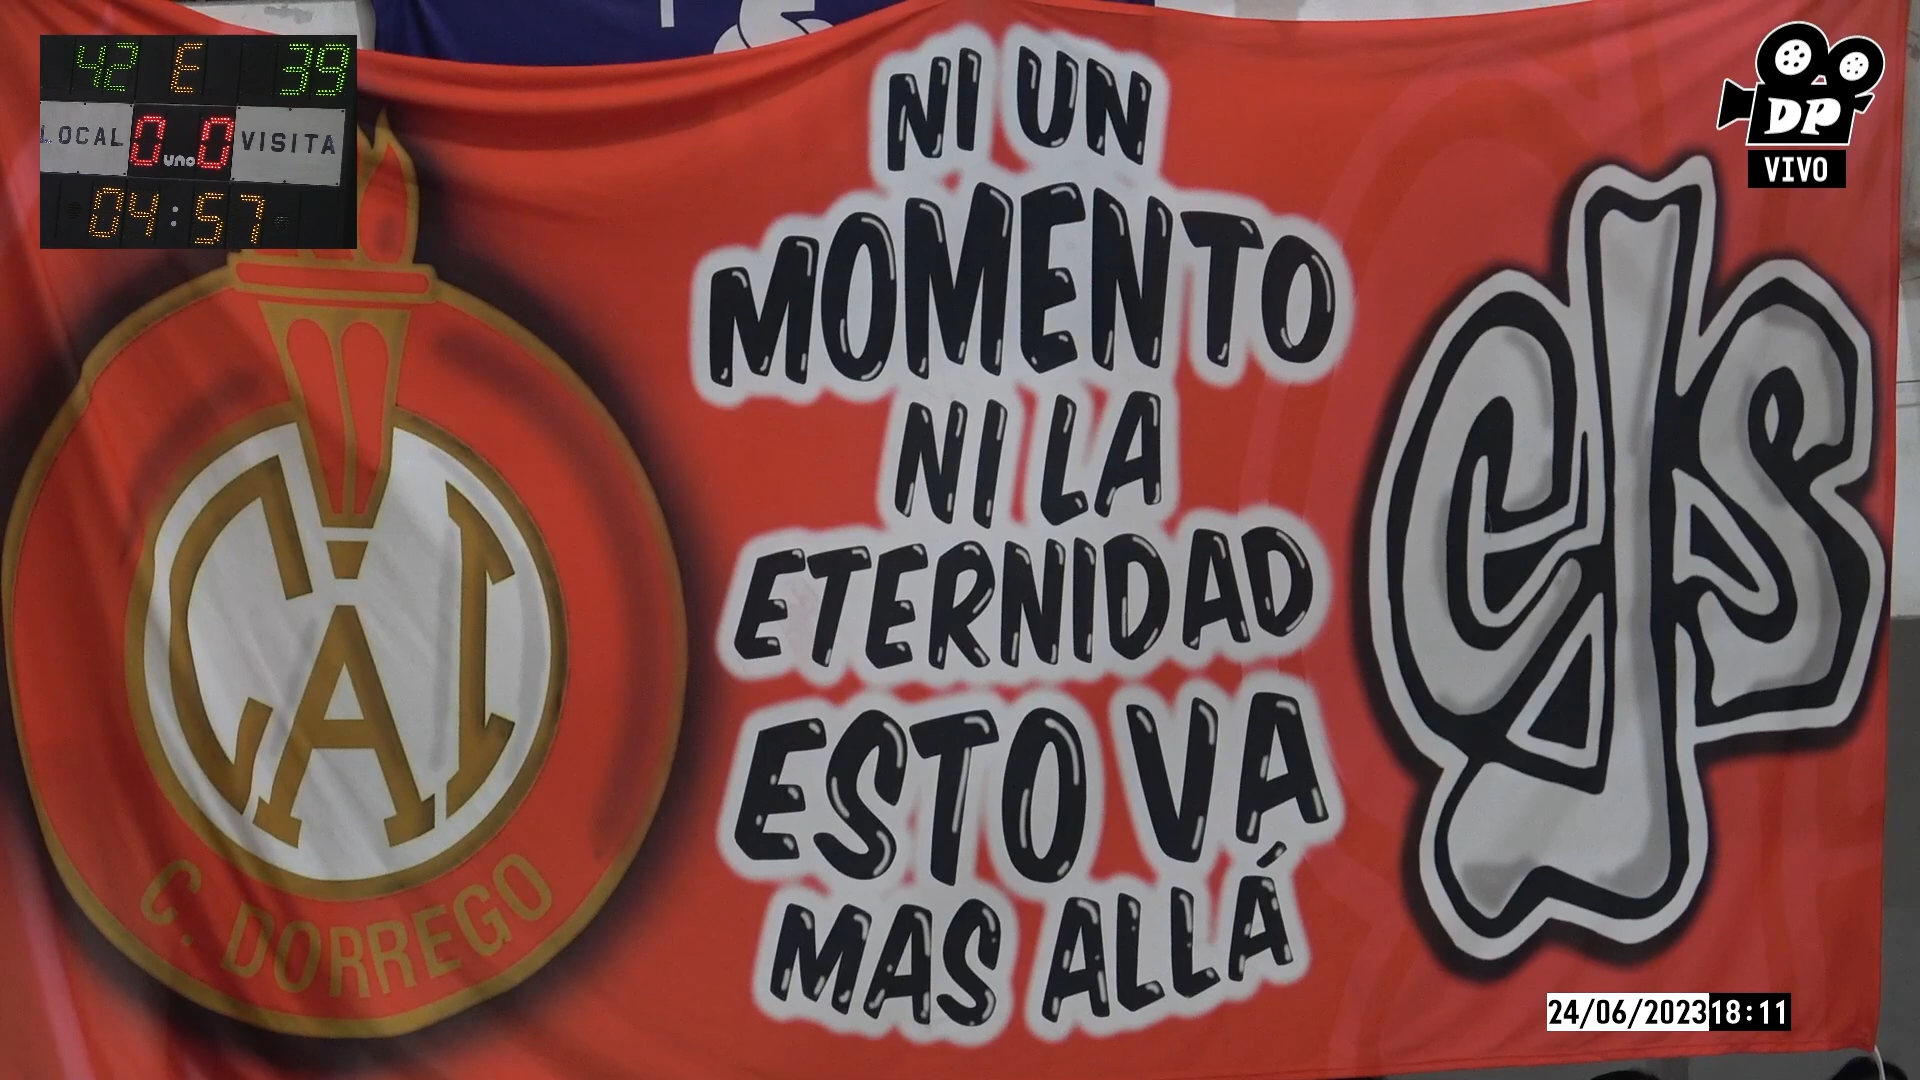 42 E 39
LOCAL 0 uno 0 VISITA
04:57
DP
VIVO
NI UN
MOMENTO
NI LA
ETERNIDAD
ESTO VA
MAS ALLÁ
CAI
C. DORREGO
CJS
24/06/2023 18:11